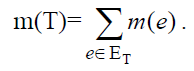 m(T)= ∑ m(e) .
e∈E_T